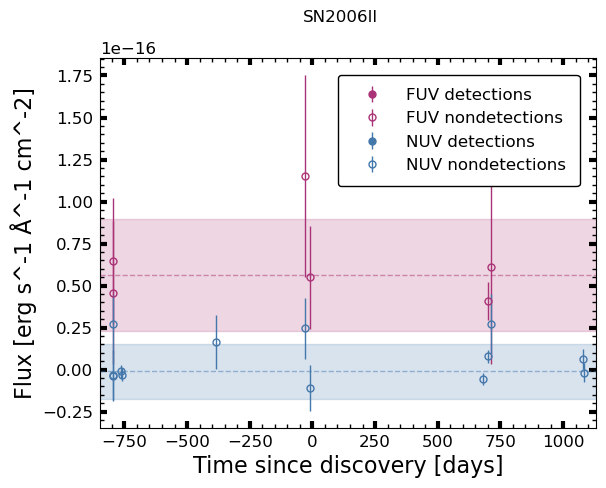 SN2006II
1e−16
Flux [erg s^-1 Å^-1 cm^-2]
1.75
1.50
1.25
1.00
0.75
0.50
0.25
0.00
−0.25
FUV detections
FUV nondetections
NUV detections
NUV nondetections
−750 −500 −250 0 250 500 750 1000
Time since discovery [days]